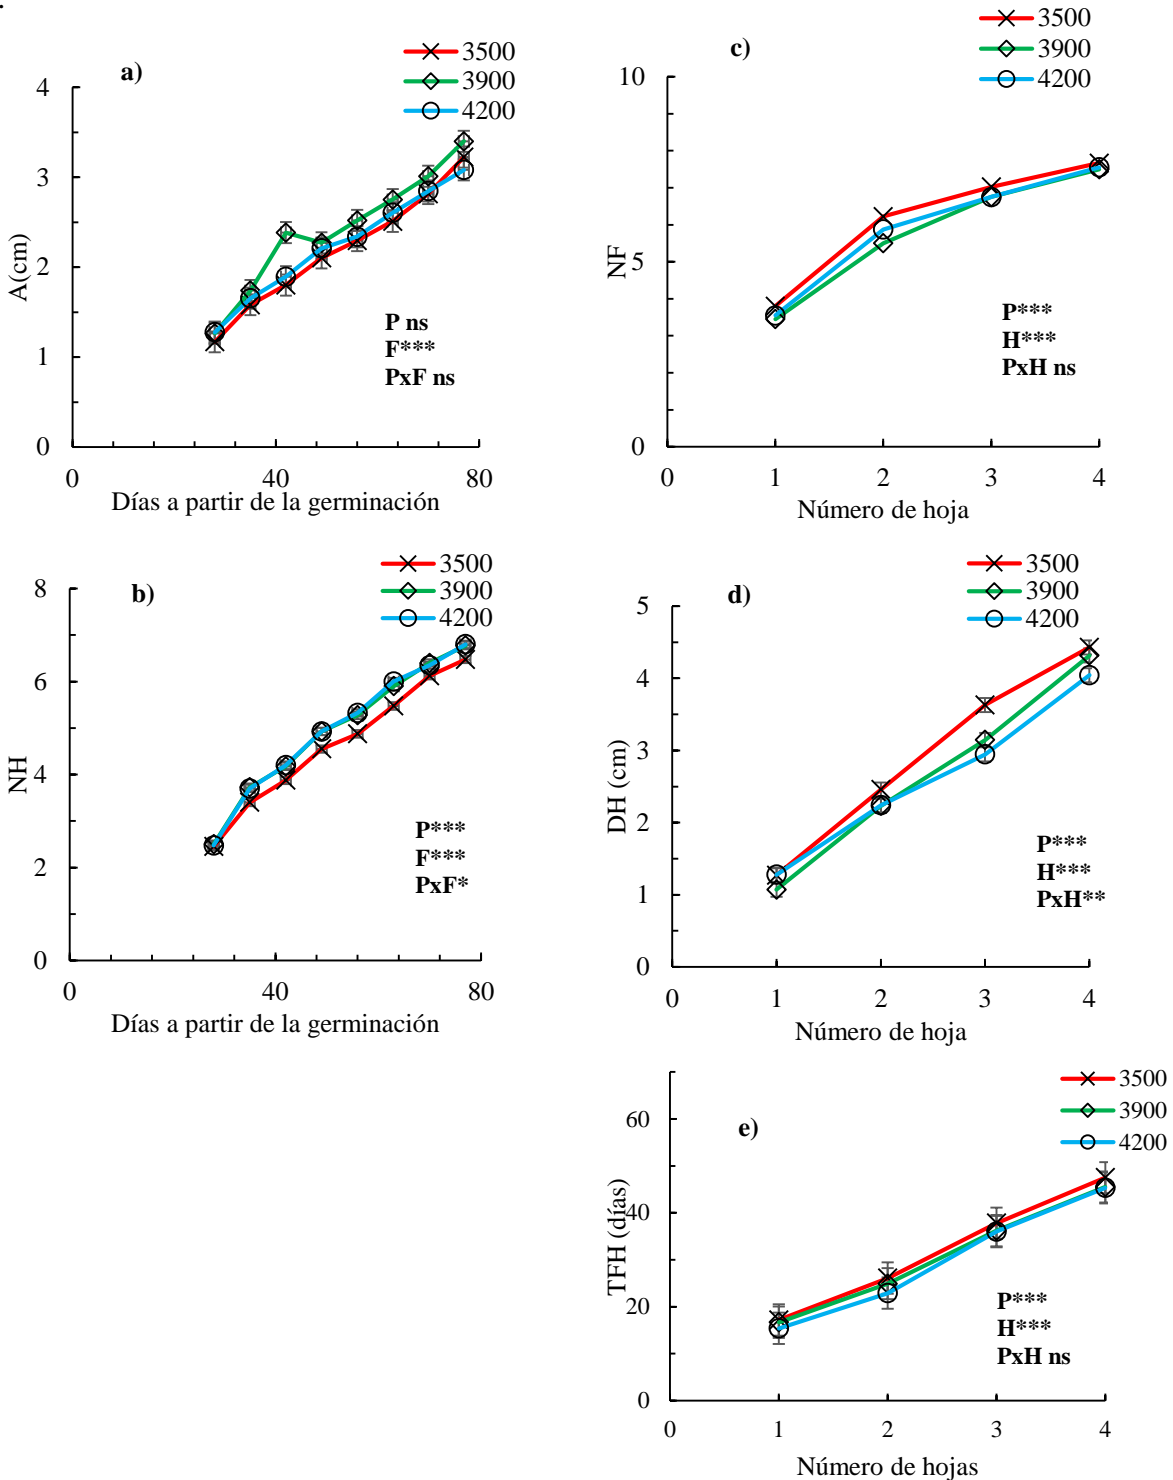 a)
3500
3900
4200
4
3
2
1
0
A(cm)
P ns
F***
PxF ns
0
40
80
Días a partir de la germinación
c)
3500
3900
4200
10
5
0
NF
P***
H***
PxH ns
0
1
2
3
4
Número de hoja
b)
3500
3900
4200
8
6
4
2
0
NH
P***
F***
PxF*
0
40
80
Días a partir de la germinación
d)
3500
3900
4200
5
4
3
2
1
0
DH (cm)
P***
H***
PxH**
0
1
2
3
4
Número de hoja
e)
3500
3900
4200
60
40
20
0
TFH (días)
P***
H***
PxH ns
0
1
2
3
4
Número de hojas